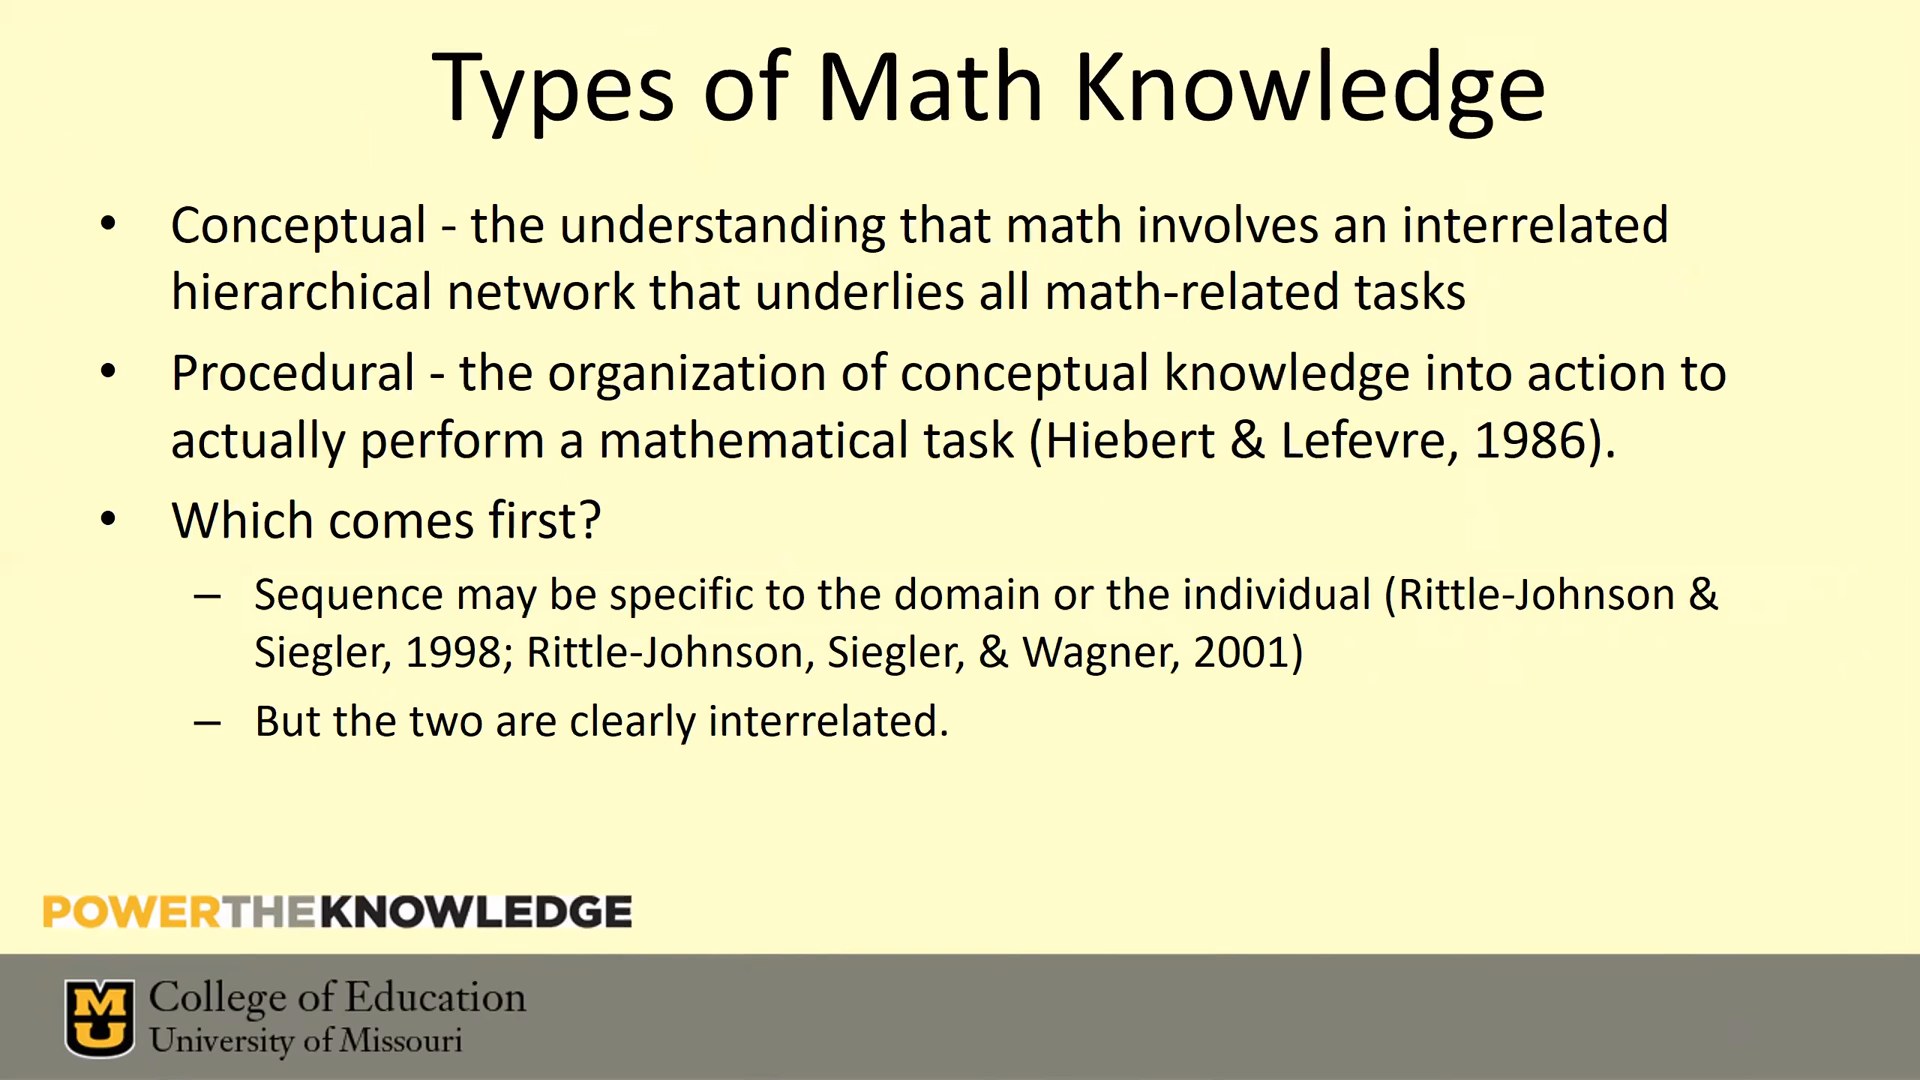 Types of Math Knowledge
• Conceptual - the understanding that math involves an interrelated
hierarchical network that underlies all math-related tasks
• Procedural - the organization of conceptual knowledge into action to
actually perform a mathematical task (Hiebert & Lefevre, 1986).
• Which comes first?
– Sequence may be specific to the domain or the individual (Rittle-Johnson &
Siegler, 1998; Rittle-Johnson, Siegler, & Wagner, 2001)
– But the two are clearly interrelated.
POWERTHEKNOWLEDGE
MU
College of Education
University of Missouri